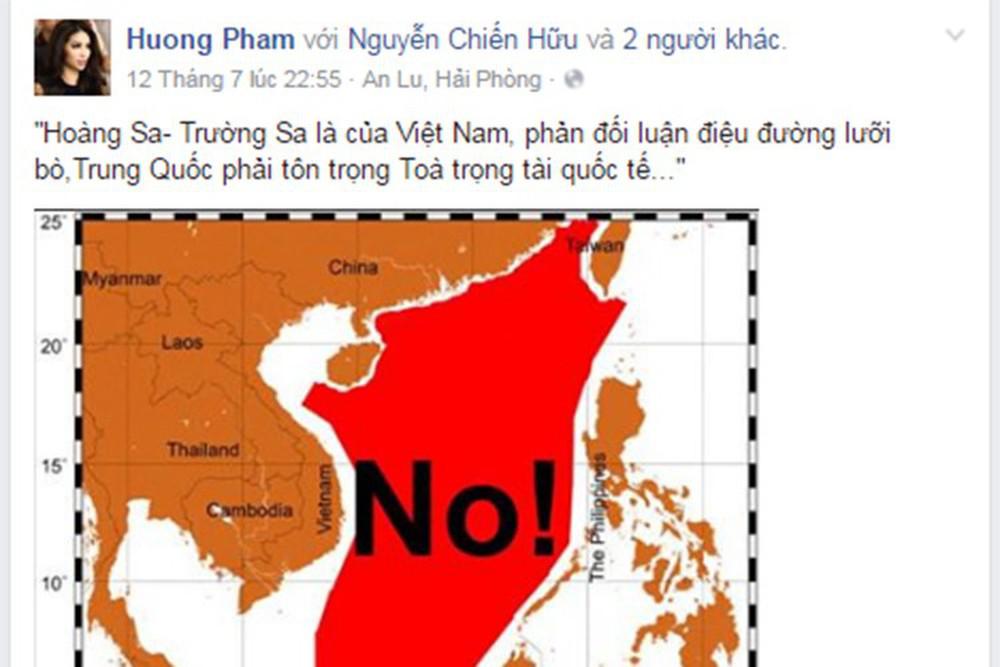 Huong Pham với Nguyễn Chiến Hữu và 2 người khác.
12 Tháng 7 lúc 22:55 · An Lu, Hải Phòng ·
"Hoàng Sa- Trường Sa là của Việt Nam, phản đối luận điệu đường lưỡi
bò,Trung Quốc phải tôn trọng Toà trọng tài quốc tế..."
25°
Taiwan
China
Myanmar
20°
Laos
15°
Thailand
Vietnam
No!
The Philippines
Cambodia
10°